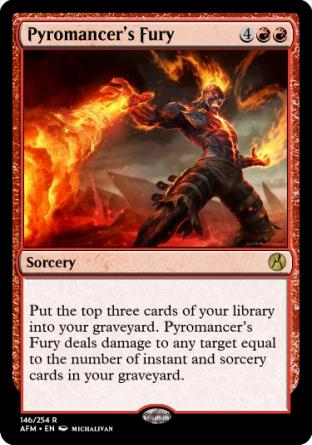 Pyromancer's Fury 4
Sorcery
Put the top three cards of your library
into your graveyard. Pyromancer's
Fury deals damage to any target equal
to the number of instant and sorcery
cards in your graveyard.
146/254 R
AFM • EN MICHALIVAN